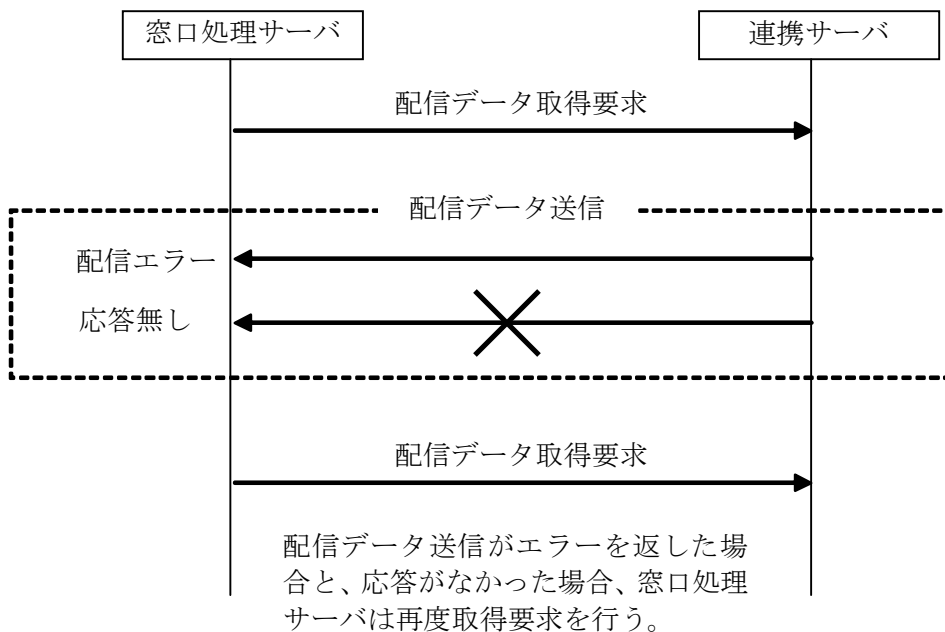 窓口処理サーバ
連携サーバ
配信データ取得要求
配信データ送信
配信エラー
応答無し
配信データ取得要求
配信データ送信がエラーを返した場
合と、応答がなかった場合、窓口処理
サーバは再度取得要求を行う。